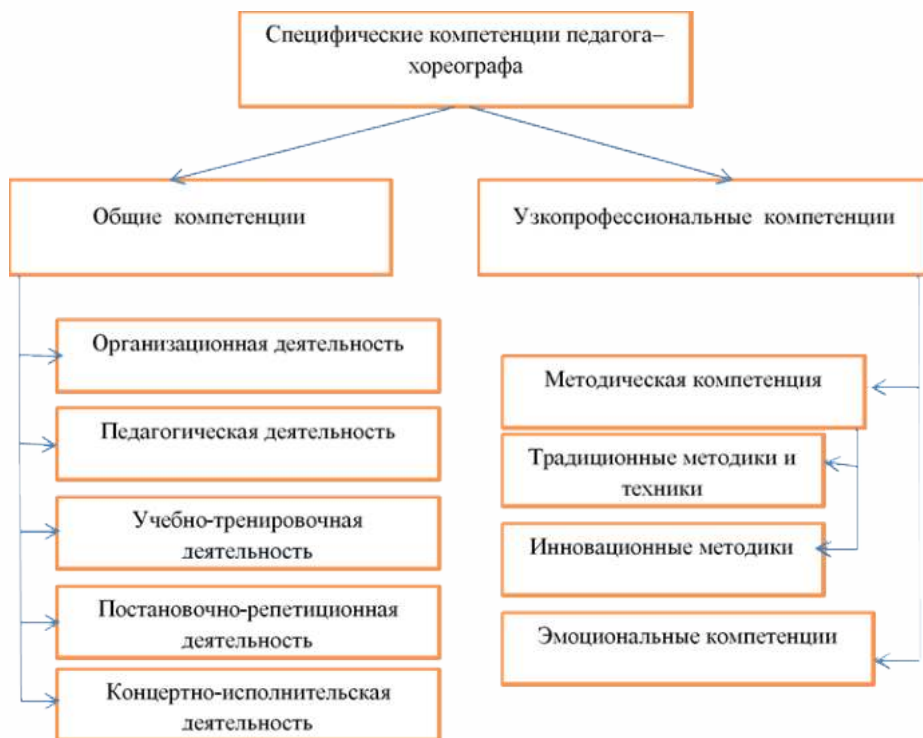 Специфические компетенции педагога–
хореографа
Общие компетенции
Узкопрофессиональные компетенции
Организационная деятельность
Педагогическая деятельность
Учебно-тренировочная
деятельность
Постановочно-репетиционная
деятельность
Концертно-исполнительская
деятельность
Методическая компетенция
Традиционные методики и
техники
Инновационные методики
Эмоциональные компетенции